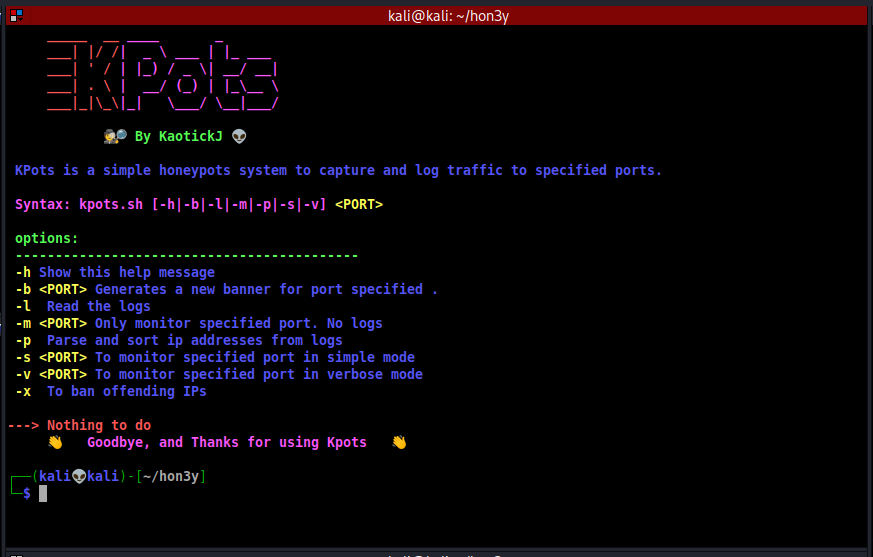 kali@kali: ~/hon3y
KPots
🕵🔎 By KaotickJ 👽
KPots is a simple honeypots system to capture and log traffic to specified ports.
Syntax: kpots.sh [-h|-b|-l|-m|-p|-s|-v] <PORT>
options:
-------------------------------------------
-h Show this help message
-b <PORT> Generates a new banner for port specified .
-l  Read the logs
-m <PORT> Only monitor specified port. No logs
-p  Parse and sort ip addresses from logs
-s <PORT> To monitor specified port in simple mode
-v <PORT> To monitor specified port in verbose mode
-x  To ban offending IPs
---> Nothing to do
👋   Goodbye, and Thanks for using Kpots   👋
┌──(kali👽kali)-[~/hon3y]
└─$
kali@kali: ~/hon3y